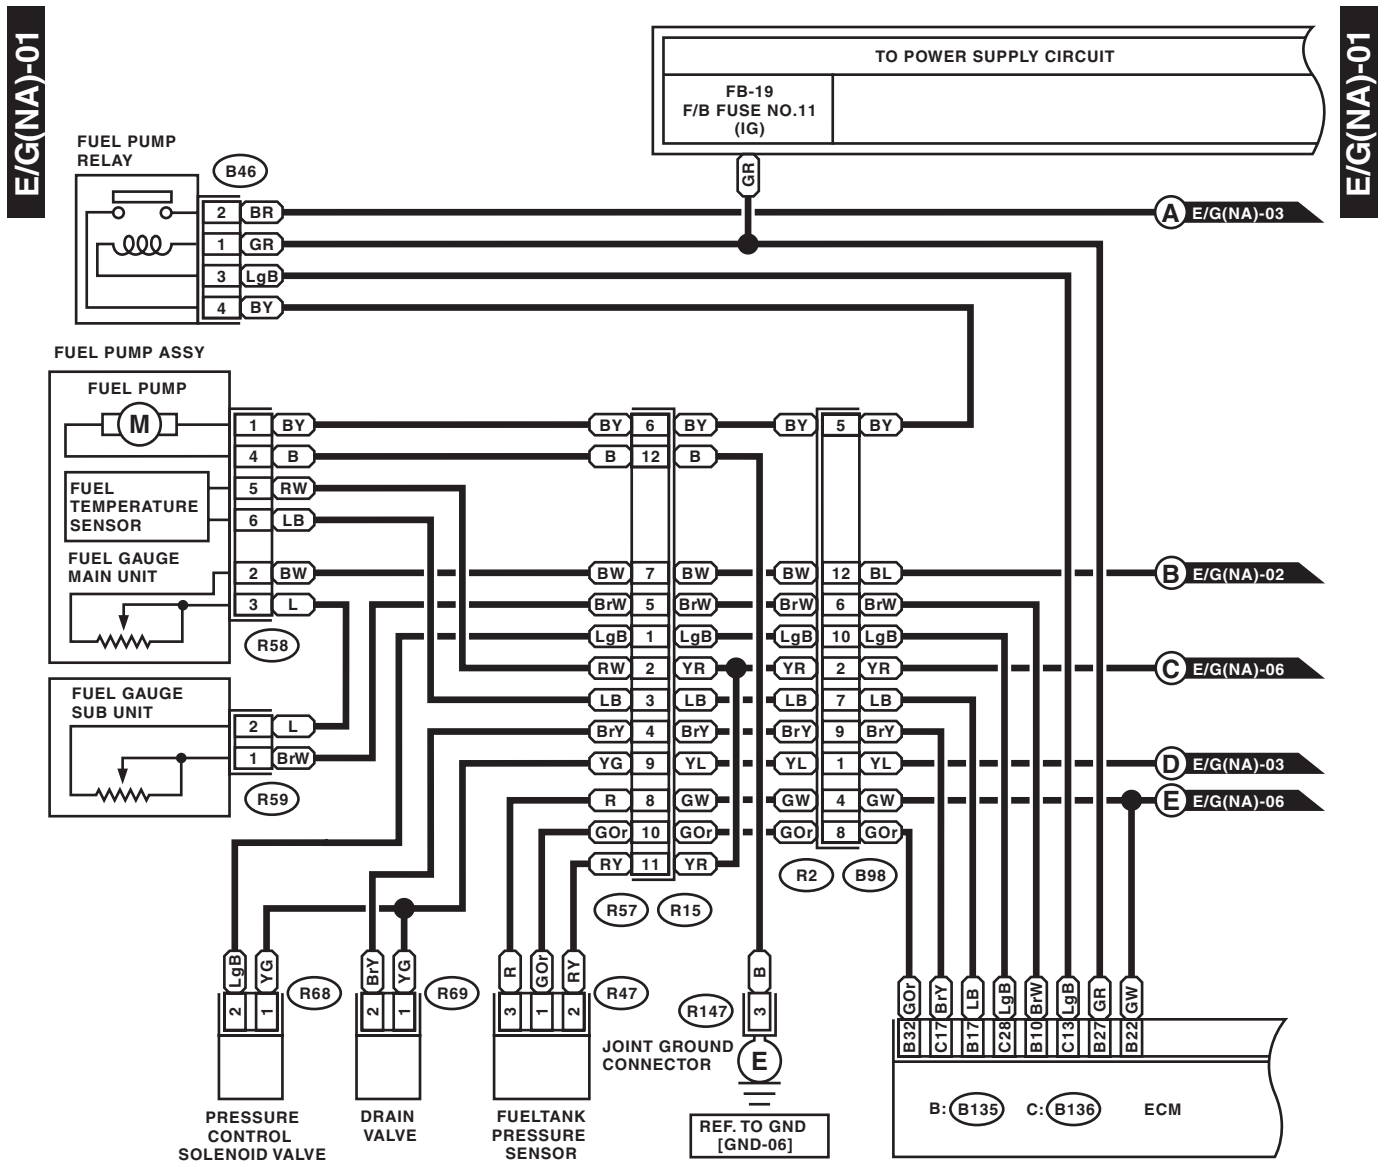 E/G(NA)-01
E/G(NA)-01
TO POWER SUPPLY CIRCUIT
FB-19
F/B FUSE NO.11
(IG)
GR
FUEL PUMP
RELAY
B46
2 BR
A E/G(NA)-03
1 GR
3 LgB
4 BY
FUEL PUMP ASSY
FUEL PUMP
M
1 BY BY 6 BY BY 5 BY
4 B B 12 B
FUEL
TEMPERATURE
SENSOR
5 RW
6 LB
FUEL GAUGE
MAIN UNIT
2 BW BW 7 BW BW 12 BL B E/G(NA)-02
3 L BrW 5 BrW BrW 6 BrW
R58
LgB 1 LgB LgB 10 LgB
RW 2 YR YR 2 YR C E/G(NA)-06
FUEL GAUGE
SUB UNIT
LB 3 LB LB 7 LB
2 L
BrY 4 BrY BrY 9 BrY
1 BrW
YG 9 YL YL 1 YL D E/G(NA)-03
R59
R 8 GW GW 4 GW E E/G(NA)-06
GOr 10 GOr GOr 8 GOr
RY 11 YR
R2 B98
R57 R15
LgB YG BrY YG R GOr RY B
GOr BrY LB LgB BrW LgB GR GW
R68 R69 R47 R147
2 1 2 1 3 1 2 3
B32 C17 B17 C28 B10 C13 B27 B22
JOINT GROUND
CONNECTOR
E
PRESSURE
CONTROL
SOLENOID VALVE
DRAIN
VALVE
FUELTANK
PRESSURE
SENSOR
REF. TO GND
[GND-06]
B: B135 C: B136 ECM